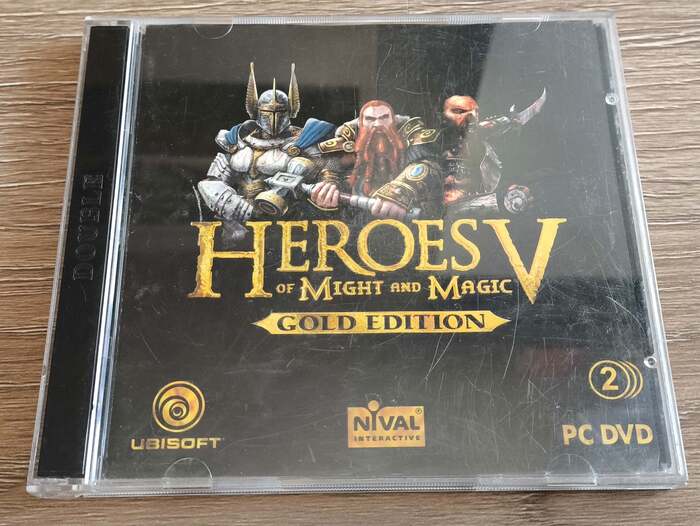 DOUBLE
HEROES V
OF MIGHT AND MAGIC
GOLD EDITION
UBISOFT
NIVAL®
INTERACTIVE
2
PC DVD